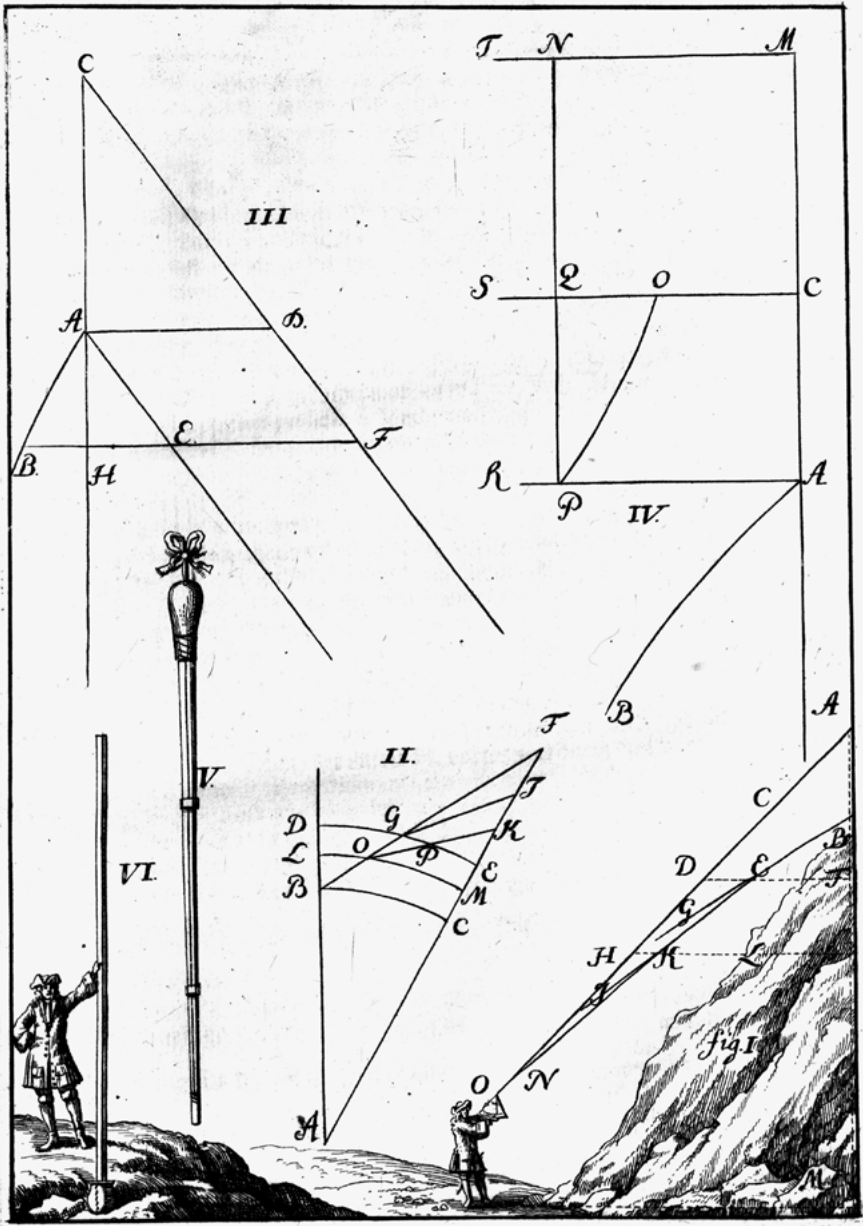 C
T N M
III
S Q O C
A D.
B. H E F
R P IV. A
B
A
V.
II.
F
C
D G T
L O P K
B E
M
C
VI.
D E B
G F
H K L
I
fig I
O N
A
M